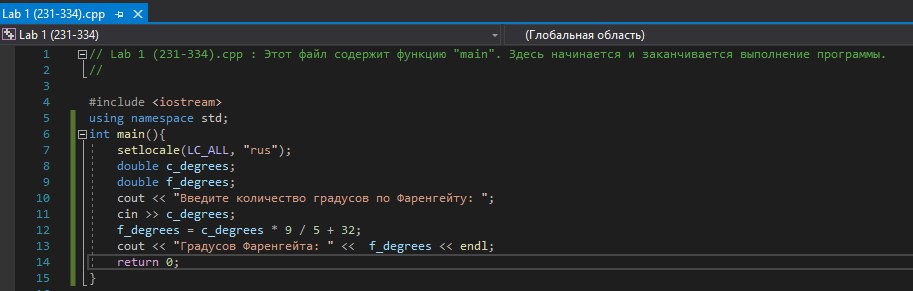 Lab 1 (231-334).cpp
Lab 1 (231-334) (Глобальная область)
1 // Lab 1 (231-334).cpp : Этот файл содержит функцию "main". Здесь начинается и заканчивается выполнение программы.
2 //
3
4 #include <iostream>
5 using namespace std;
6 int main(){
7 setlocale(LC_ALL, "rus");
8 double c_degrees;
9 double f_degrees;
10 cout << "Введите количество градусов по Фаренгейту: ";
11 cin >> c_degrees;
12 f_degrees = c_degrees * 9 / 5 + 32;
13 cout << "Градусов Фаренгейта: " << f_degrees << endl;
14 return 0;
15 }